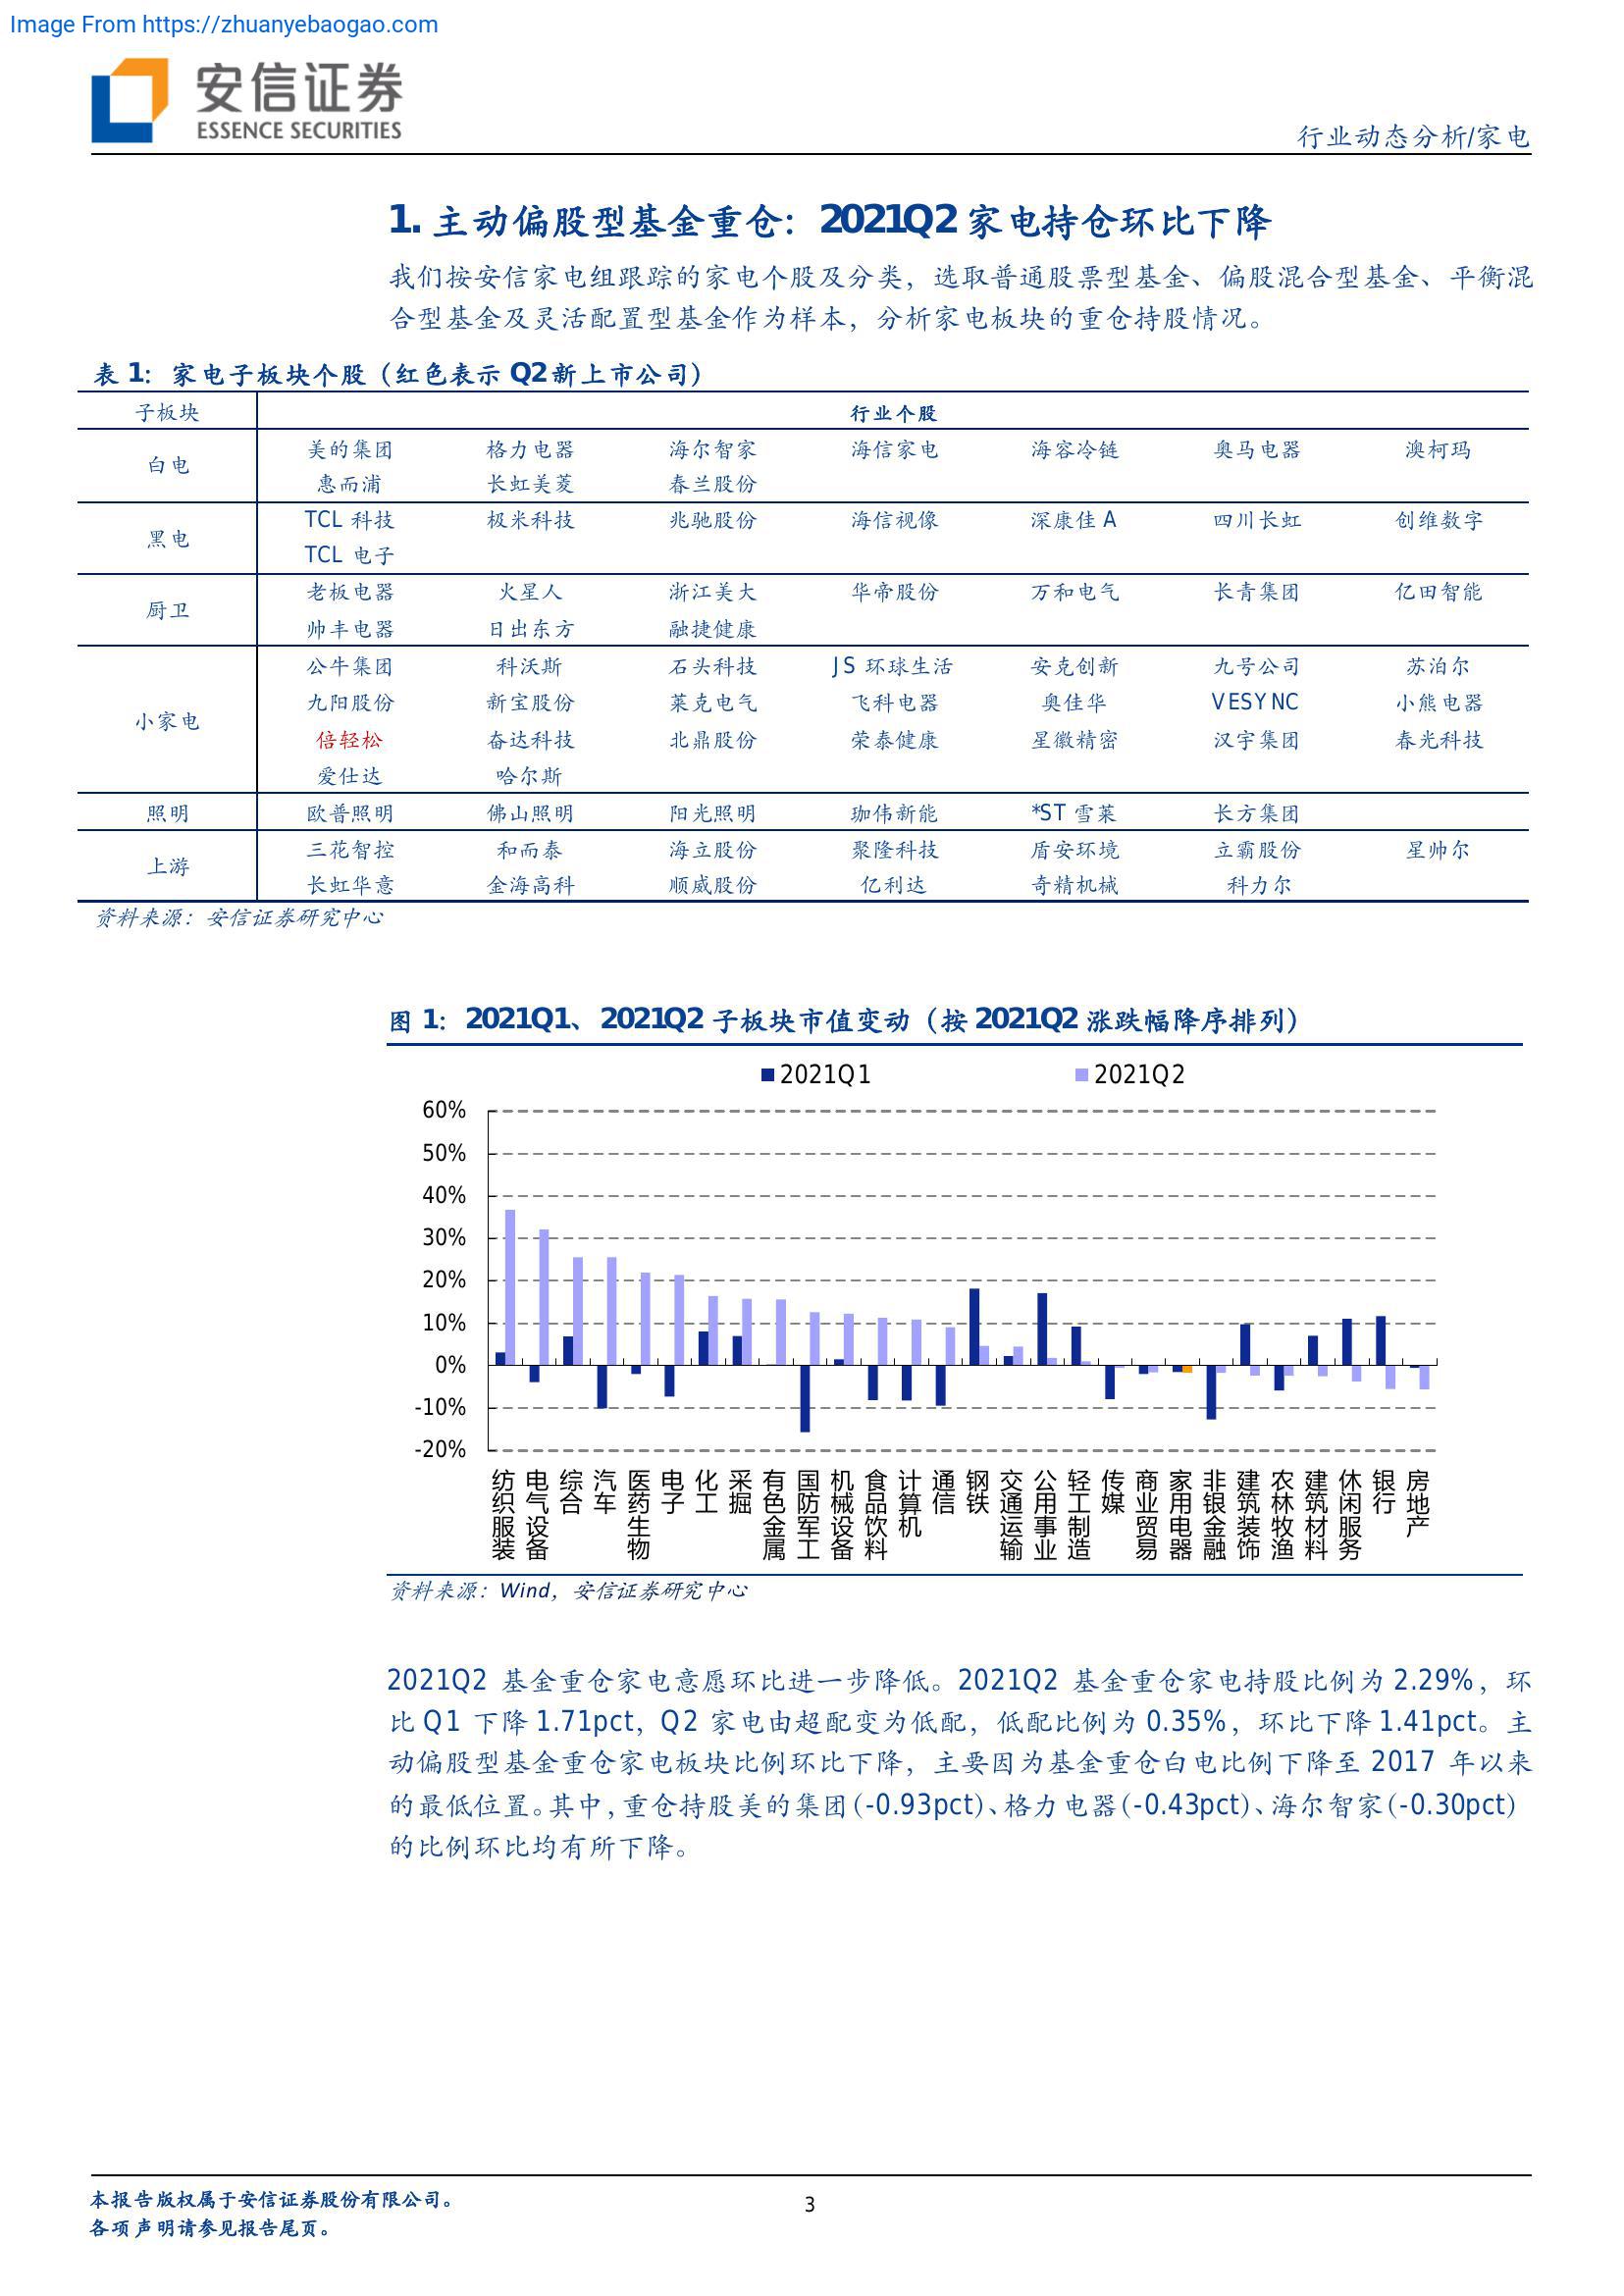 Image From https://zhuanyebaogao.com
安信证券
ESSENCE SECURITIES
行业动态分析/家电
1. 主动偏股型基金重仓：2021Q2 家电持仓环比下降
我们按安信家电组跟踪的家电个股及分类，选取普通股票型基金、偏股混合型基金、平衡混
合型基金及灵活配置型基金作为样本，分析家电板块的重仓持股情况。
表 1：家电子板块个股（红色表示 Q2 新上市公司）
子板块 行业个股
白电
美的集团 格力电器 海尔智家 海信家电 海容冷链 奥马电器 澳柯玛
惠而浦 长虹美菱 春兰股份
黑电
TCL 科技 极米科技 兆驰股份 海信视像 深康佳 A 四川长虹 创维数字
TCL 电子
厨卫
老板电器 火星人 浙江美大 华帝股份 万和电气 长青集团 亿田智能
帅丰电器 日出东方 融捷健康
小家电
公牛集团 科沃斯 石头科技 JS 环球生活 安克创新 九号公司 苏泊尔
九阳股份 新宝股份 莱克电气 飞科电器 奥佳华 VESYNC 小熊电器
倍轻松 奋达科技 北鼎股份 荣泰健康 星徽精密 汉宇集团 春光科技
爱仕达 哈尔斯
照明 欧普照明 佛山照明 阳光照明 珈伟新能 *ST 雪莱 长方集团
上游
三花智控 和而泰 海立股份 聚隆科技 盾安环境 立霸股份 星帅尔
长虹华意 金海高科 顺威股份 亿利达 奇精机械 科力尔
资料来源：安信证券研究中心
图 1：2021Q1、2021Q2 子板块市值变动（按 2021Q2 涨跌幅降序排列）
2021Q1 2021Q2
60%
50%
40%
30%
20%
10%
0%
-10%
-20%
纺织服装
电气设备
综合
汽车
医药生物
电子
化工
采掘
有色金属
国防军工
机械设备
食品饮料
计算机
通信
钢铁
交通运输
公用事业
轻工制造
传媒
商业贸易
家用电器
非银金融
建筑装饰
农林牧渔
建筑材料
休闲服务
银行
房地产
资料来源：Wind，安信证券研究中心
2021Q2 基金重仓家电意愿环比进一步降低。2021Q2 基金重仓家电持股比例为 2.29%，环
比 Q1 下降 1.71pct，Q2 家电由超配变为低配，低配比例为 0.35%，环比下降 1.41pct。主
动偏股型基金重仓家电板块比例环比下降，主要因为基金重仓白电比例下降至 2017 年以来
的最低位置。其中，重仓持股美的集团（-0.93pct）、格力电器（-0.43pct）、海尔智家（-0.30pct）
的比例环比均有所下降。
本报告版权属于安信证券股份有限公司。
各项声明请参见报告尾页。
3